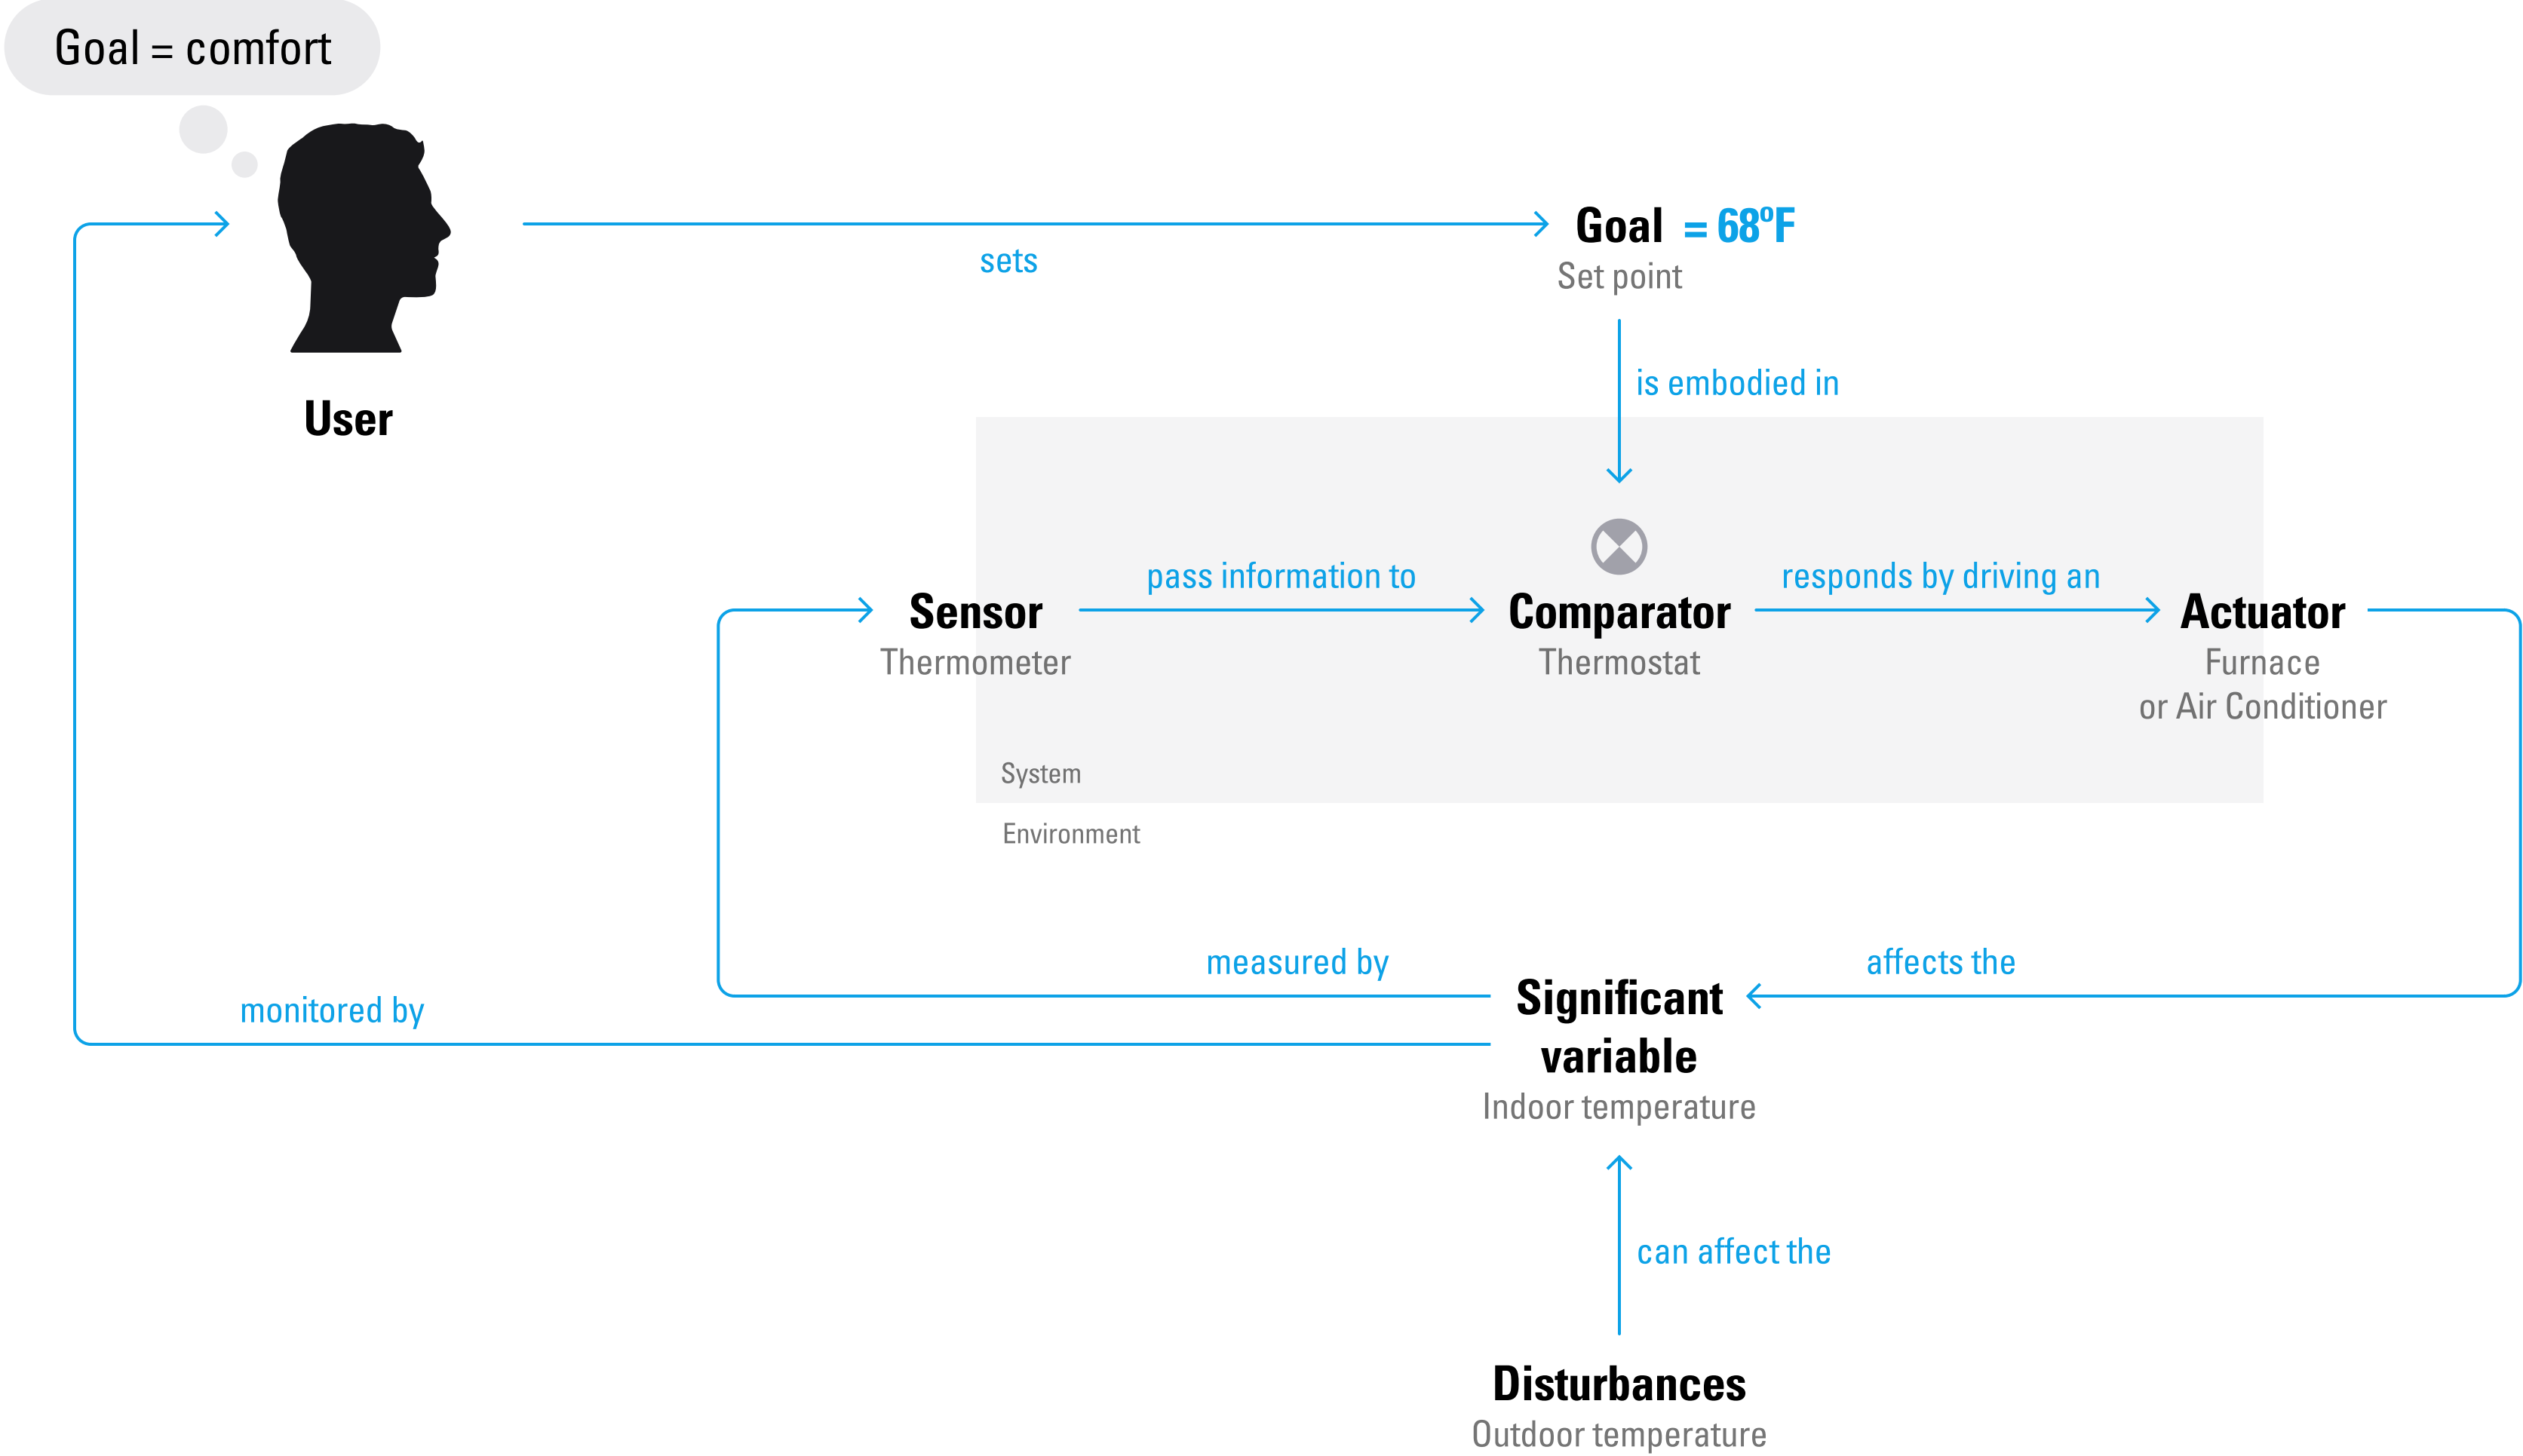 Goal = comfort
User
sets
Goal = 68ºF
Set point
is embodied in
Sensor
Thermometer
pass information to
Comparator
Thermostat
responds by driving an
Actuator
Furnace
or Air Conditioner
System
Environment
monitored by
measured by
Significant
variable
Indoor temperature
affects the
can affect the
Disturbances
Outdoor temperature